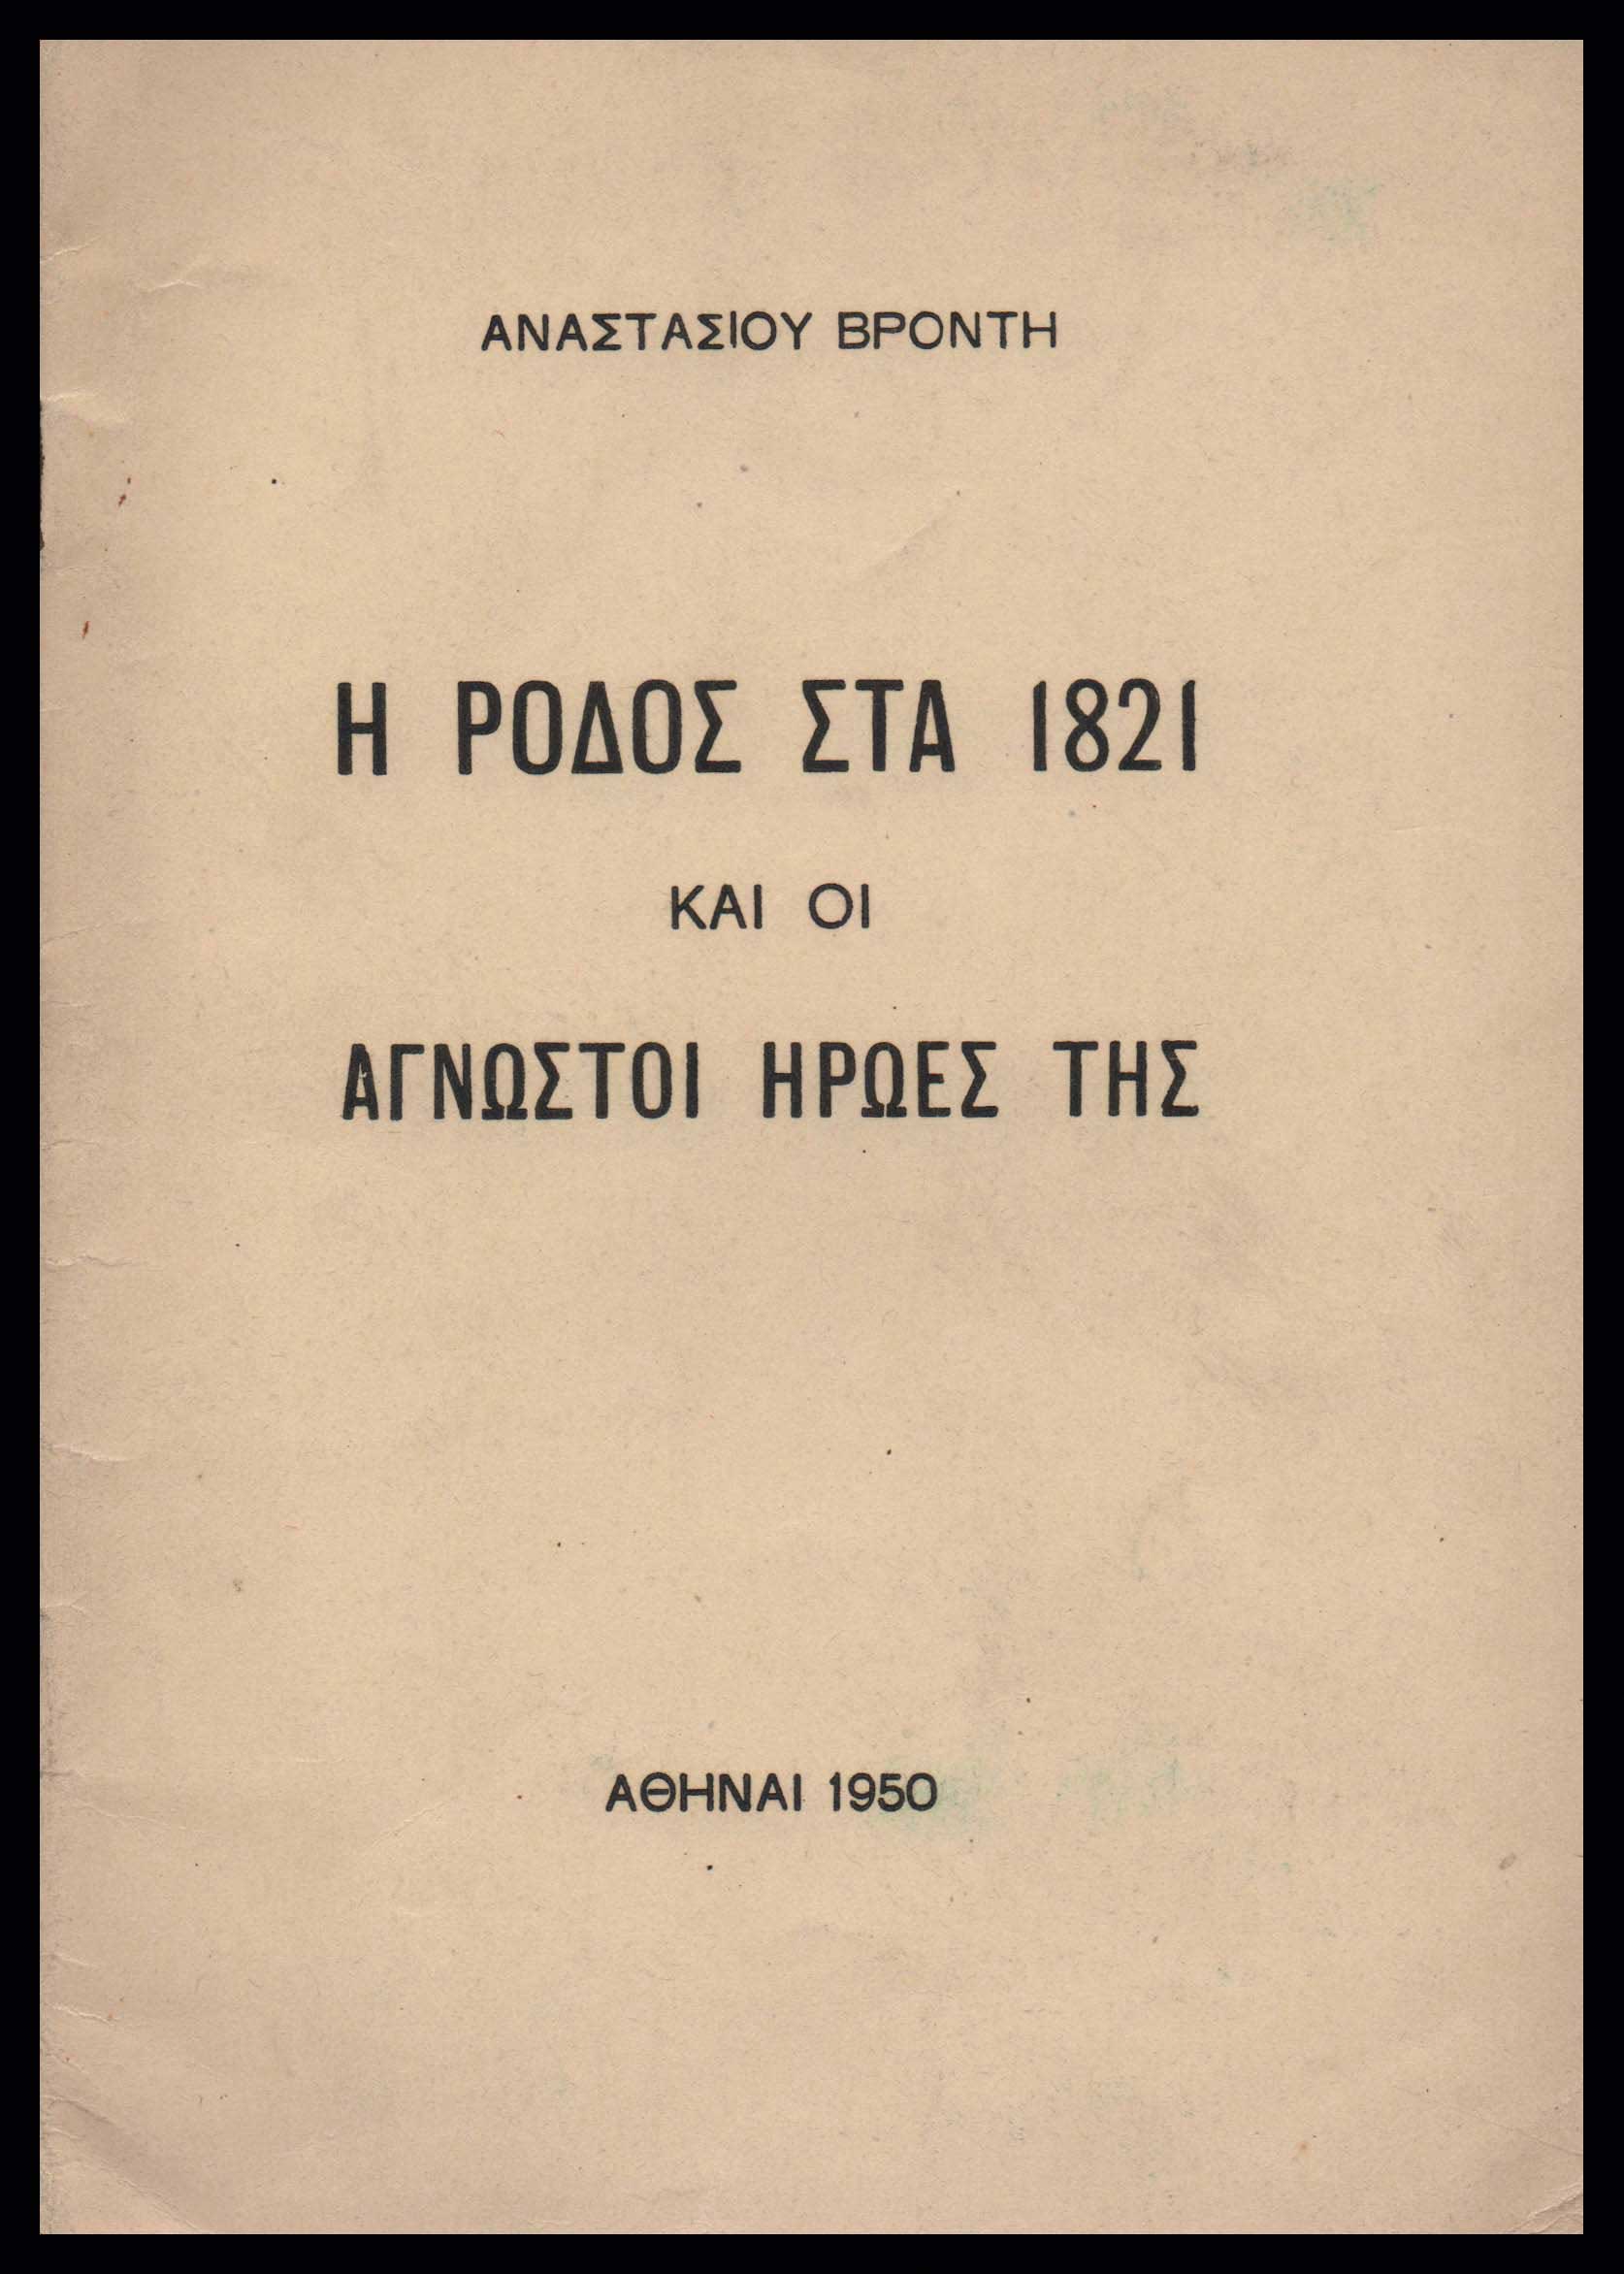 ΑΝΑΣΤΑΣΙΟΥ ΒΡΟΝΤΗ
Η ΡΟΔΟΣ ΣΤΑ 1821
ΚΑΙ ΟΙ
ΑΓΝΩΣΤΟΙ ΗΡΩΕΣ ΤΗΣ
ΑΘΗΝΑΙ 1950